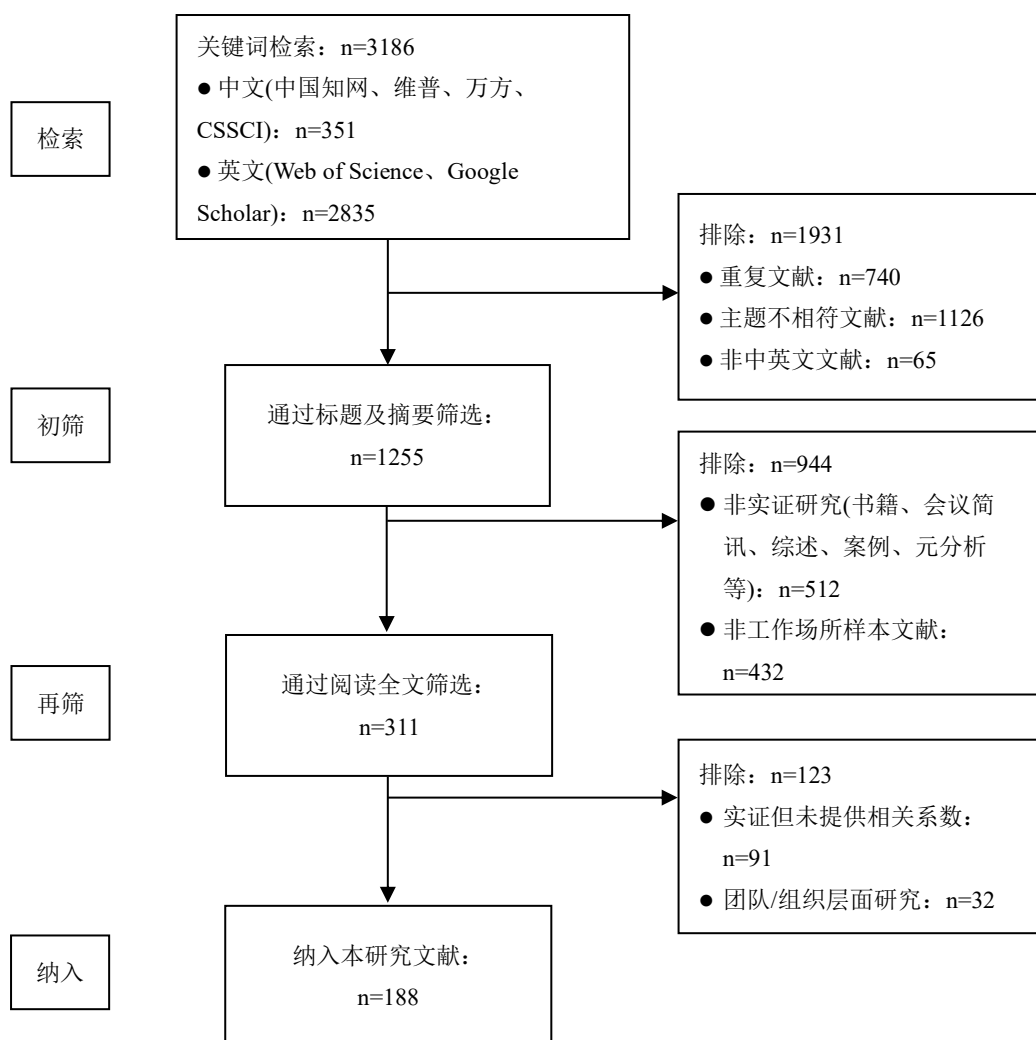 关键词检索：n=3186
● 中文(中国知网、维普、万方、
CSSCI)：n=351
● 英文(Web of Science、Google
Scholar)：n=2835
检索
排除：n=1931
● 重复文献：n=740
● 主题不相符文献：n=1126
● 非中英文文献：n=65
初筛
通过标题及摘要筛选：
n=1255
排除：n=944
● 非实证研究(书籍、会议简
讯、综述、案例、元分析
等)：n=512
● 非工作场所样本文献：
n=432
再筛
通过阅读全文筛选：
n=311
排除：n=123
● 实证但未提供相关系数：
n=91
● 团队/组织层面研究：n=32
纳入
纳入本研究文献：
n=188